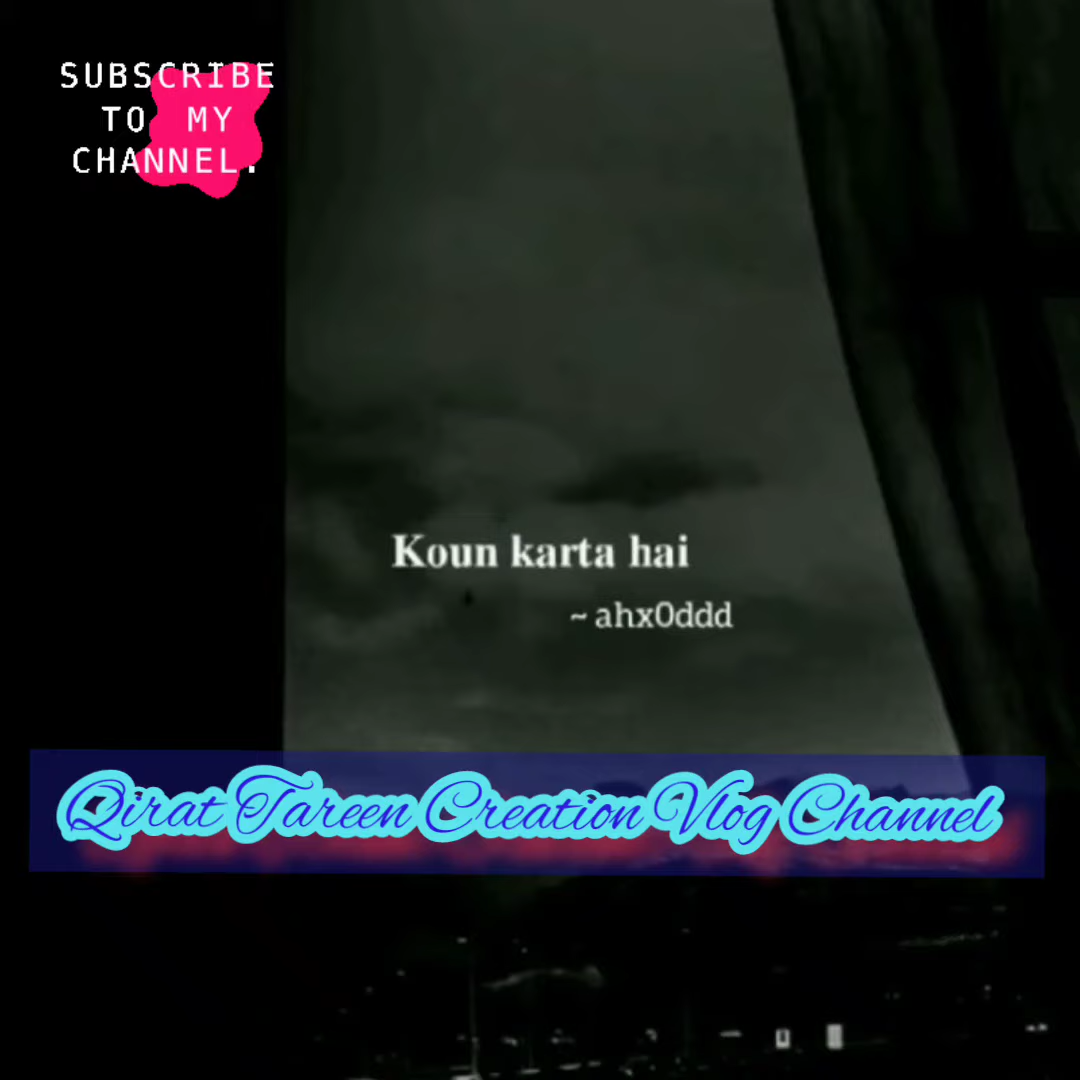 SUBSCRIBE
TO MY
CHANNEL.
Koun karta hai
~ ahx0ddd
Qirat Tareen Creation Vlog Channel